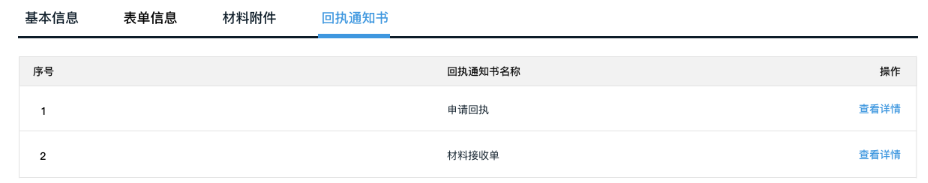 基本信息 表单信息 材料附件 回执通知书
序号 回执通知书名称 操作
1 申请回执 查看详情
2 材料接收单 查看详情